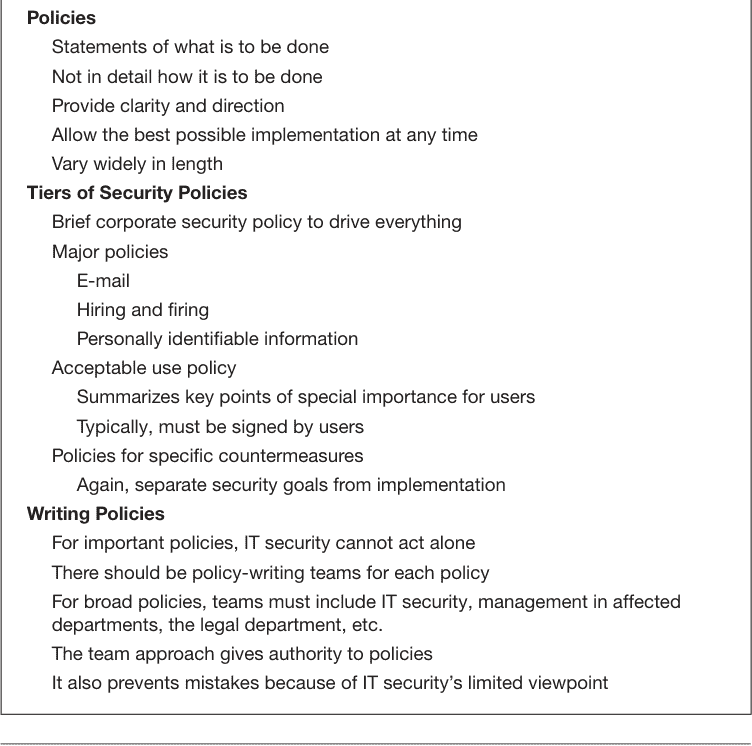 Policies
Statements of what is to be done
Not in detail how it is to be done
Provide clarity and direction
Allow the best possible implementation at any time
Vary widely in length
Tiers of Security Policies
Brief corporate security policy to drive everything
Major policies
E-mail
Hiring and firing
Personally identifiable information
Acceptable use policy
Summarizes key points of special importance for users
Typically, must be signed by users
Policies for specific countermeasures
Again, separate security goals from implementation
Writing Policies
For important policies, IT security cannot act alone
There should be policy-writing teams for each policy
For broad policies, teams must include IT security, management in affected
departments, the legal department, etc.
The team approach gives authority to policies
It also prevents mistakes because of IT security’s limited viewpoint